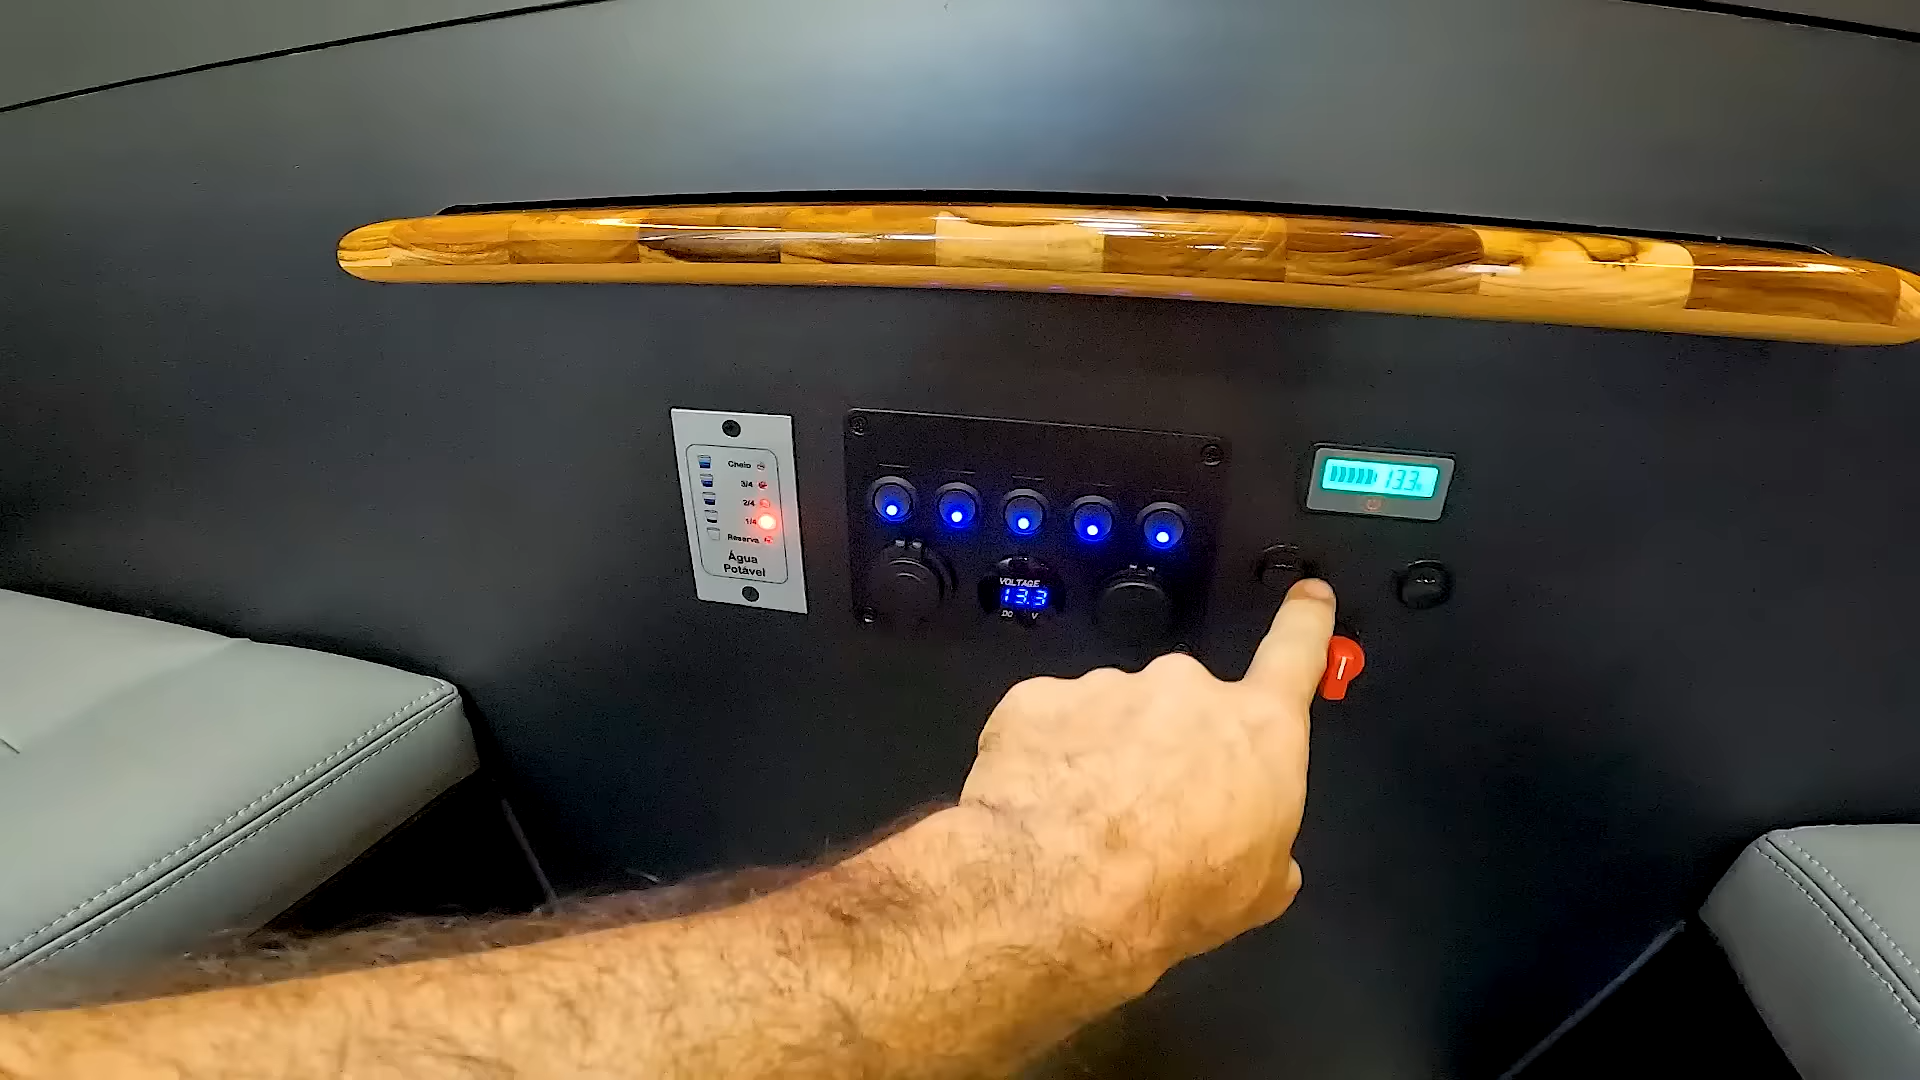 Cheio
3/4
2/4
1/4
Reserva
Água
Potável
VOLTAGE
13.3
DC V
13.3